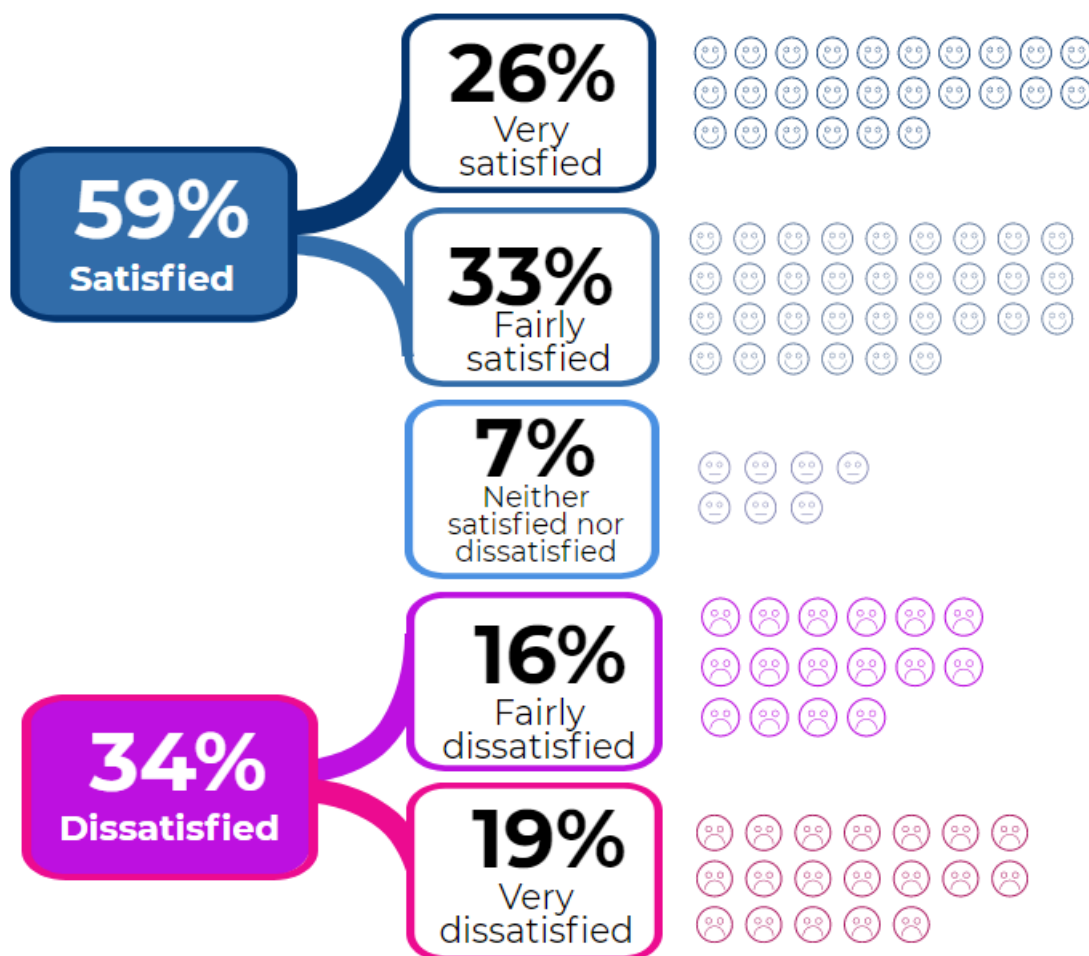 59%
Satisfied
26%
Very
satisfied
33%
Fairly
satisfied
7%
Neither
satisfied nor
dissatisfied
34%
Dissatisfied
16%
Fairly
dissatisfied
19%
Very
dissatisfied